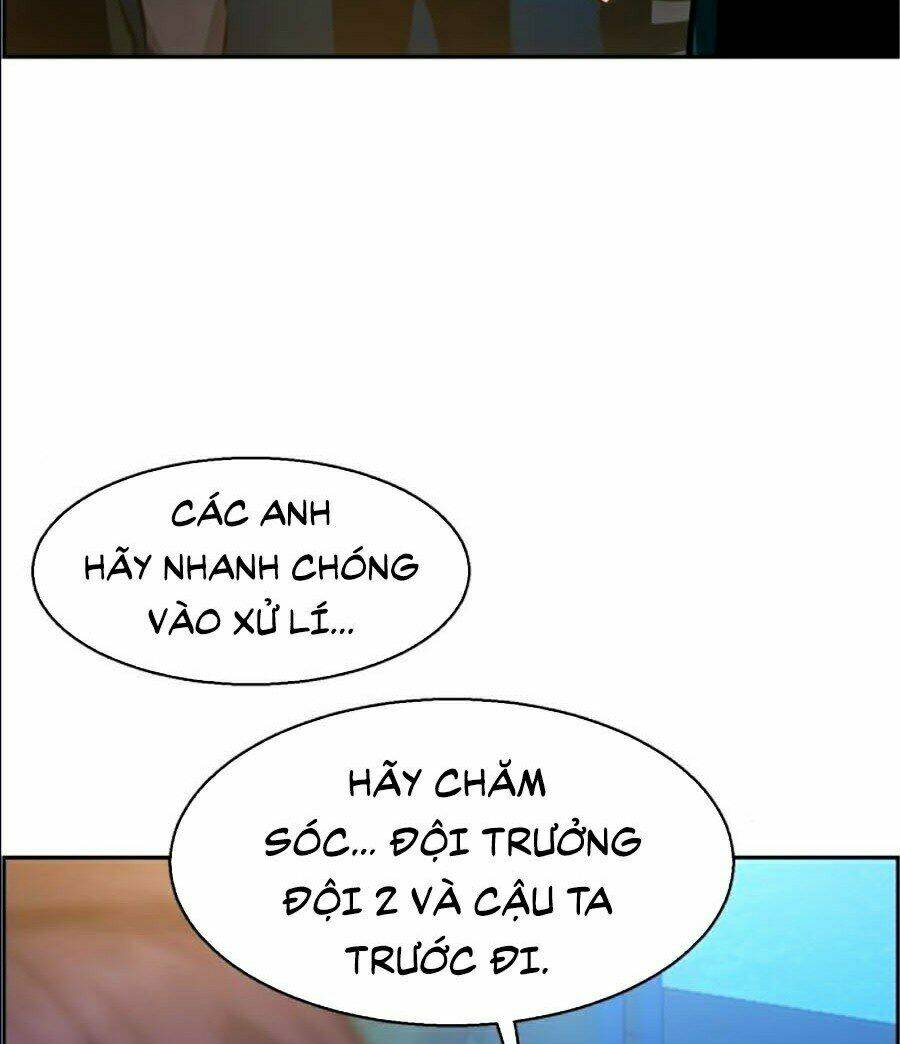 CÁC ANH
HÃY NHANH CHÓNG
VÀO XỬ LÍ...
HÃY CHĂM
SÓC... ĐỘI TRƯỞNG
ĐỘI 2 VÀ CẬU TA
TRƯỚC ĐI.